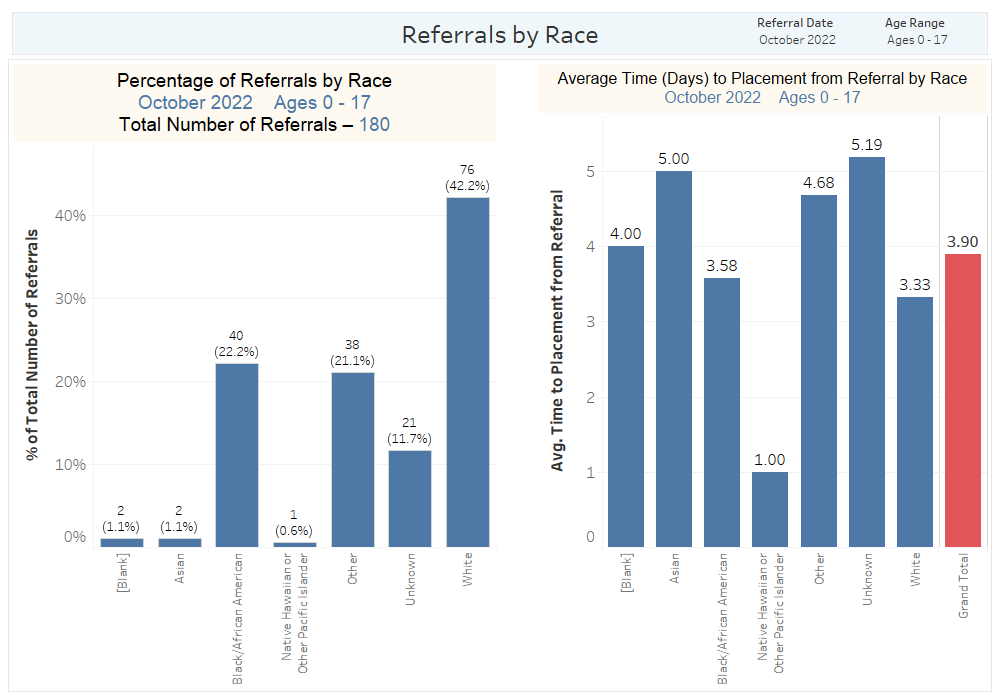 Referrals by Race
Referral Date
October 2022
Age Range
Ages 0 - 17
Percentage of Referrals by Race
October 2022 Ages 0 - 17
Total Number of Referrals – 180
% of Total Number of Referrals
40%
30%
20%
10%
0%
2
(1.1%)
2
(1.1%)
40
(22.2%)
1
(0.6%)
38
(21.1%)
21
(11.7%)
76
(42.2%)
[Blank]
Asian
Black/African American
Native Hawaiian or
Other Pacific Islander
Other
Unknown
White
Average Time (Days) to Placement from Referral by Race
October 2022 Ages 0 - 17
Avg. Time to Placement from Referral
5
4
3
2
1
0
4.00
5.00
3.58
1.00
4.68
5.19
3.33
3.90
[Blank]
Asian
Black/African American
Native Hawaiian or
Other Pacific Islander
Other
Unknown
White
Grand Total